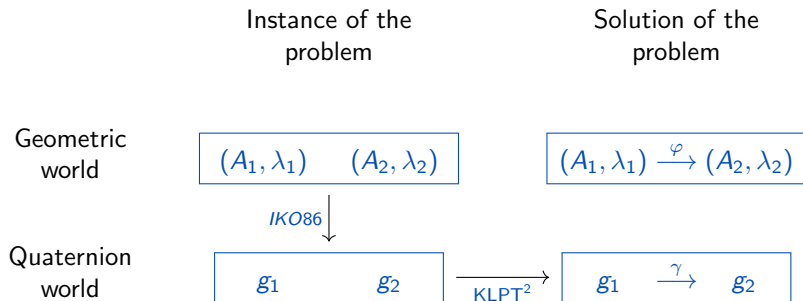 Instance of the
problem
Solution of the
problem
Geometric
world
(A₁, λ₁) (A₂, λ₂)
(A₁, λ₁) —φ→ (A₂, λ₂)
IKO86
Quaternion
world
g₁ g₂
KLPT²
g₁ —γ→ g₂